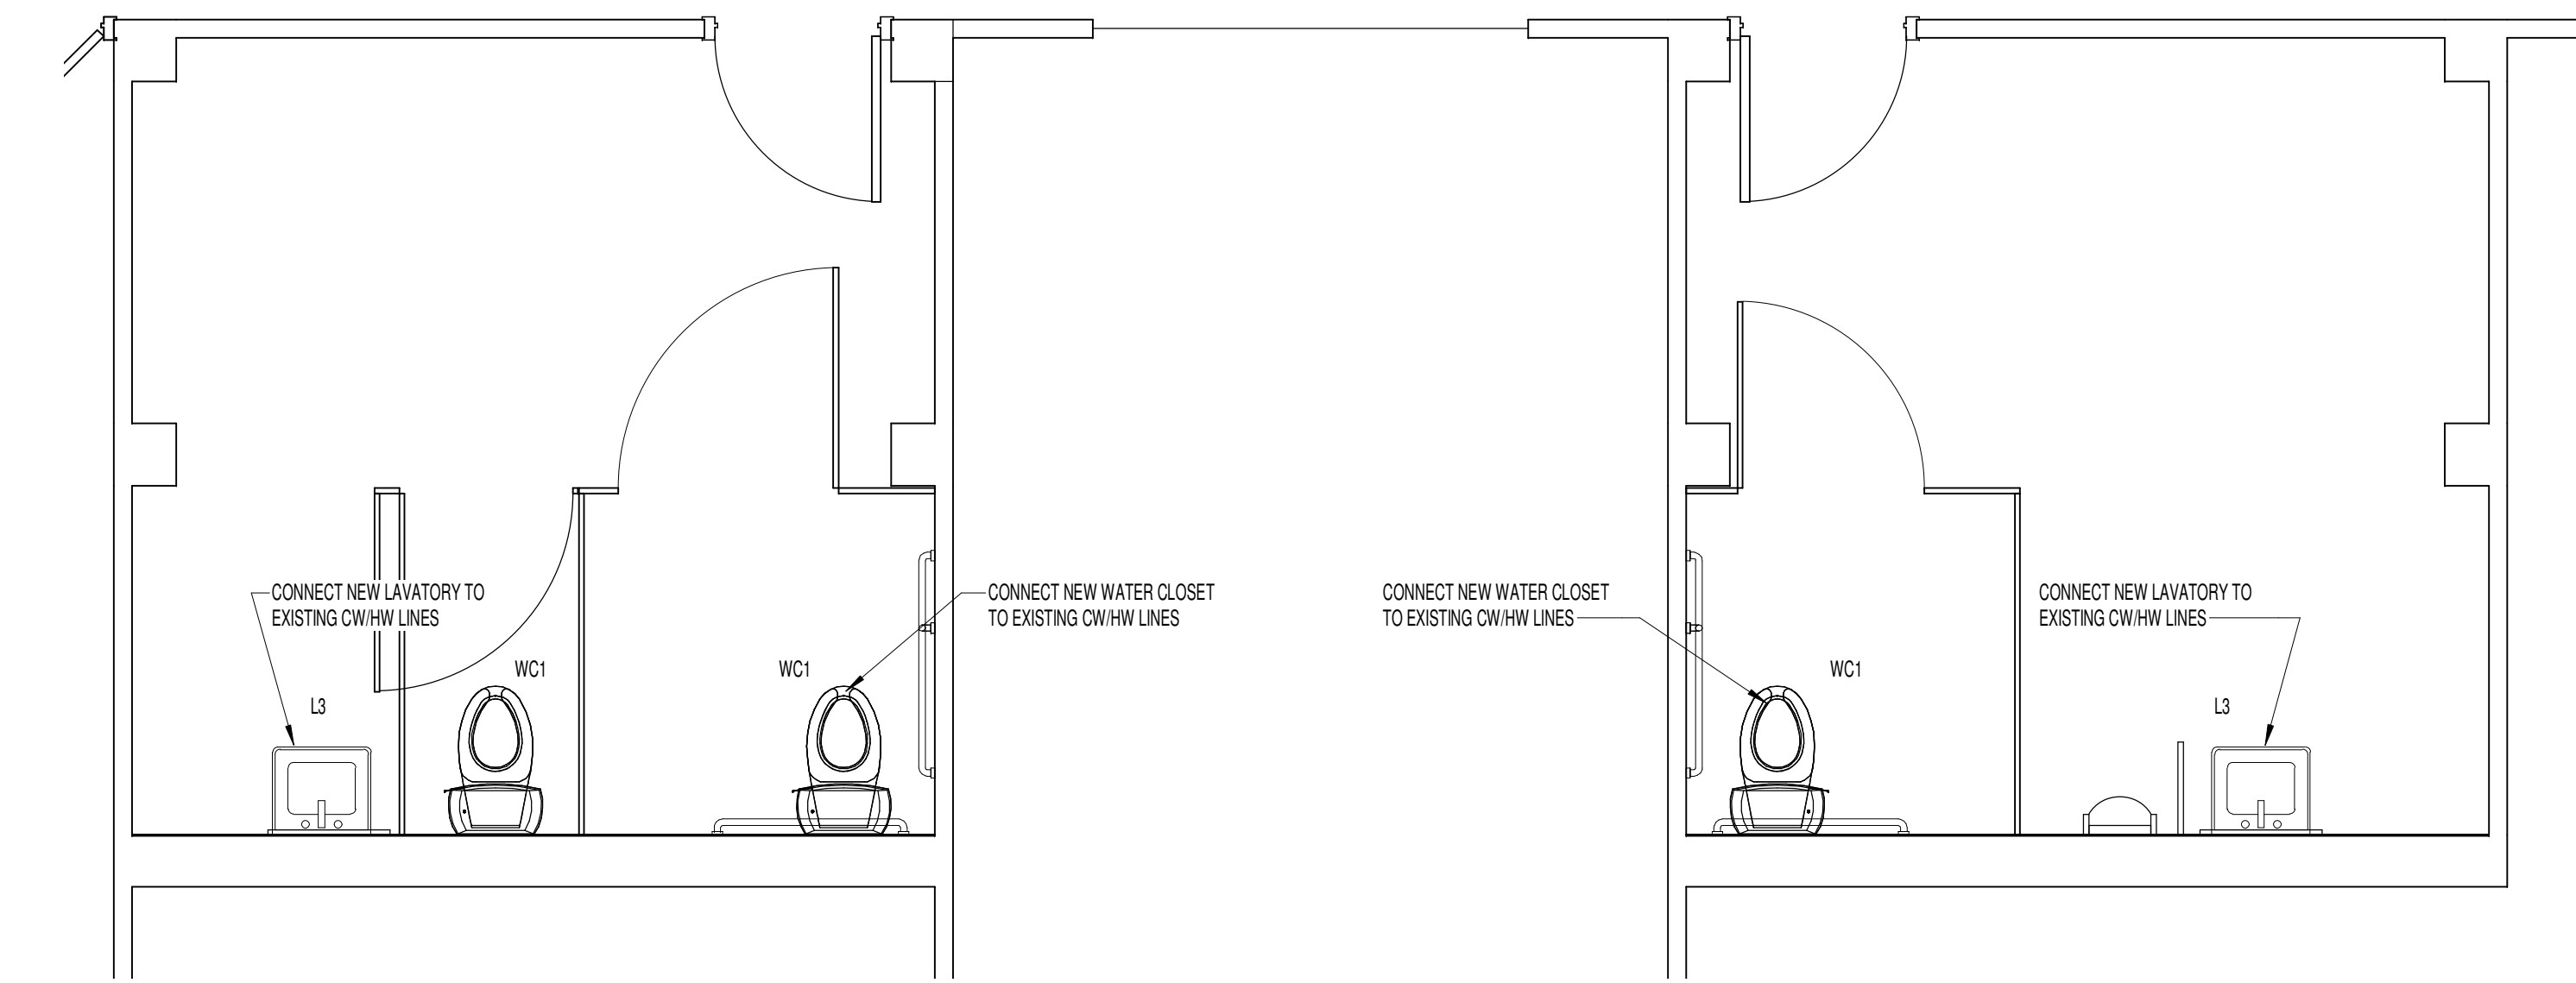 CONNECT NEW LAVATORY TO
EXISTING CW/HW LINES
CONNECT NEW WATER CLOSET
TO EXISTING CW/HW LINES
CONNECT NEW WATER CLOSET
TO EXISTING CW/HW LINES
CONNECT NEW LAVATORY TO
EXISTING CW/HW LINES
WC1
WC1
WC1
L3
L3